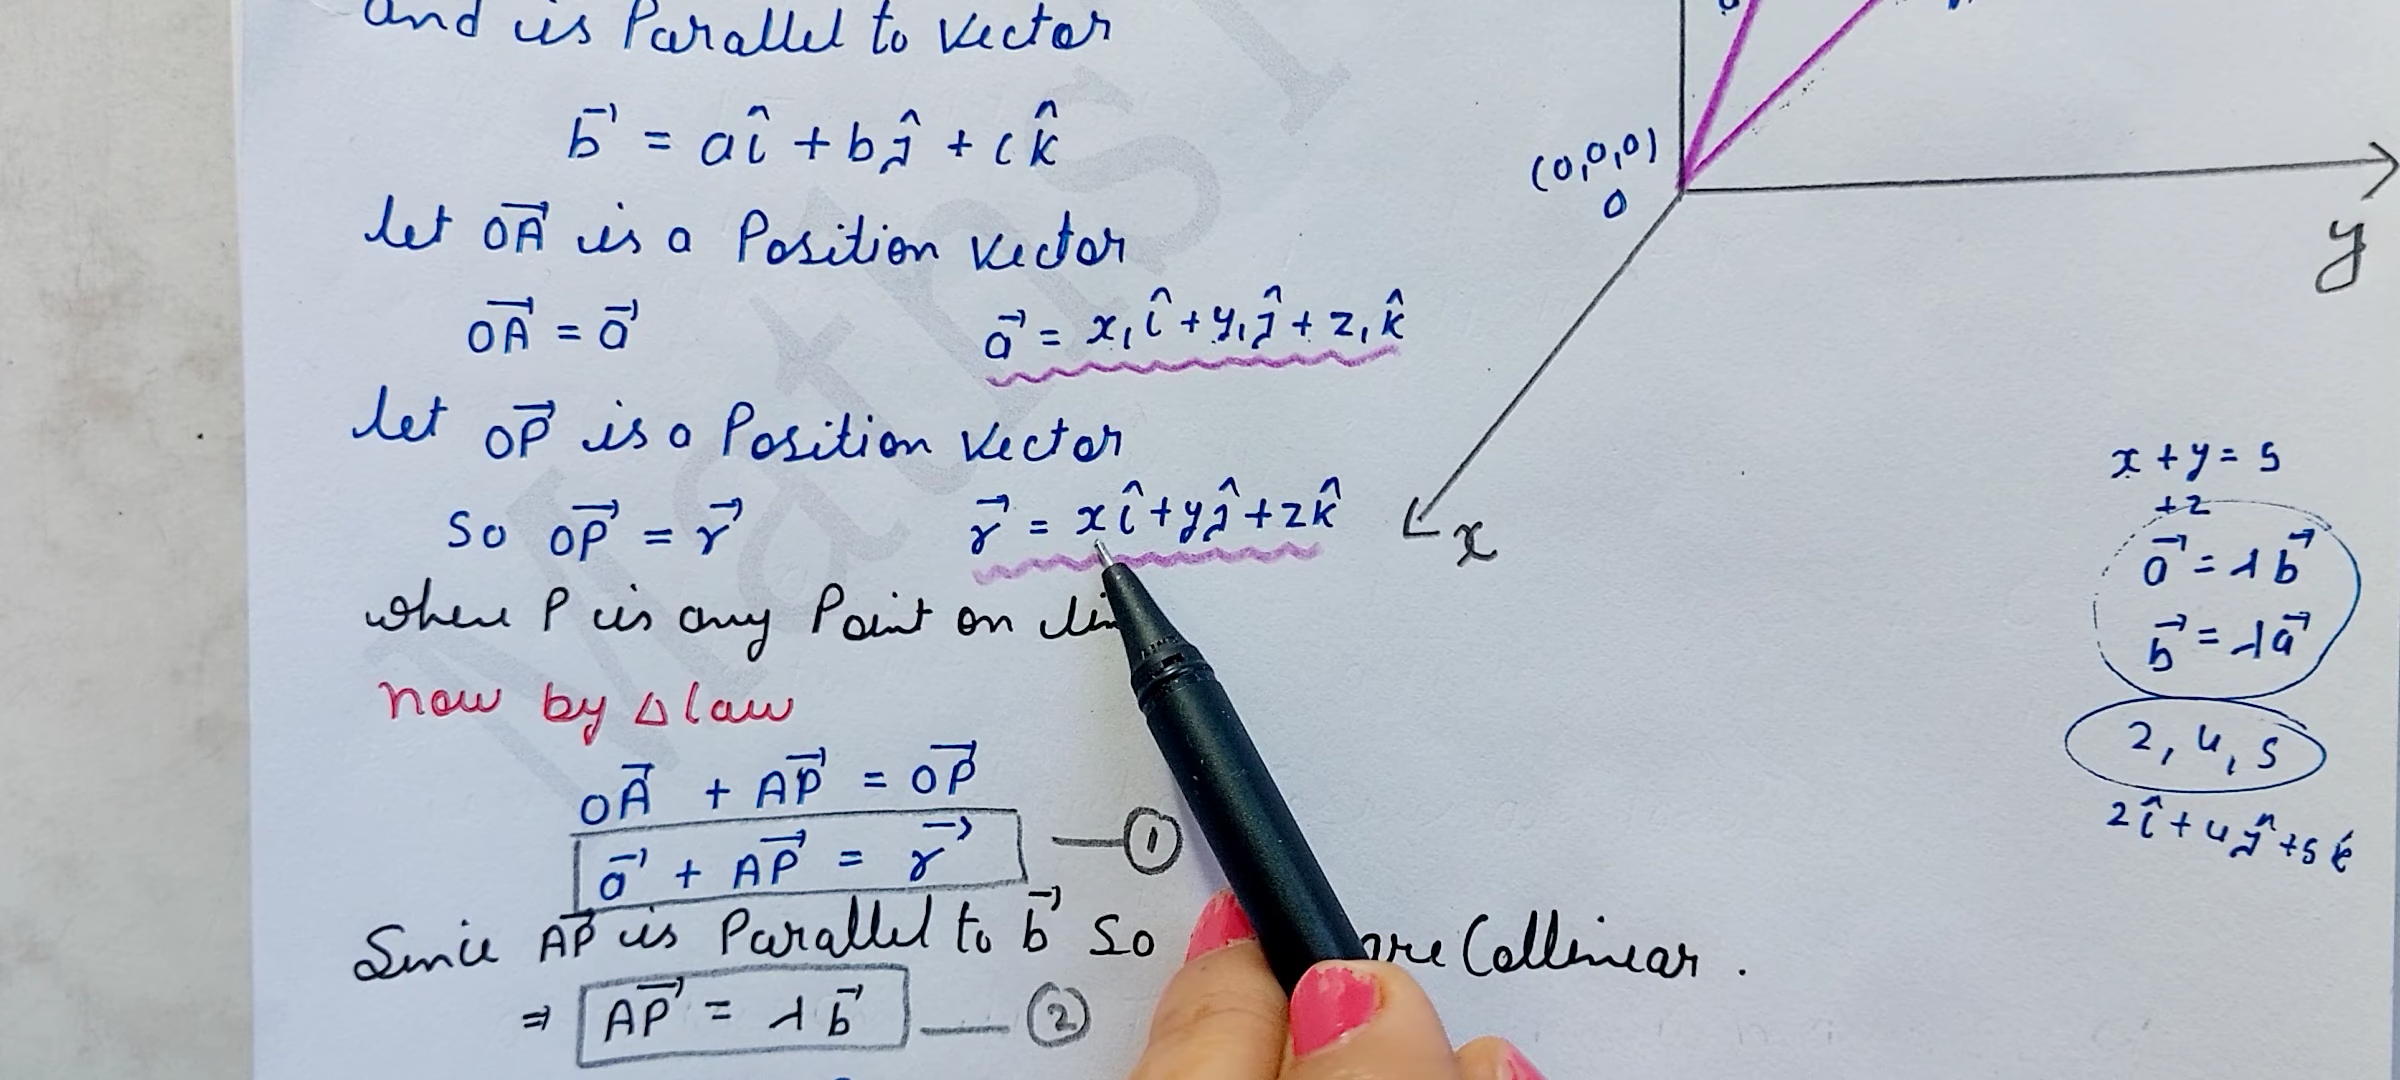 and is Parallel to vector
b⃗ = aî + bĵ + ck̂
let OA⃗ is a Position vector
OA⃗ = a⃗   a⃗ = x₁î + y₁ĵ + z₁k̂
let OP⃗ is a Position vector
So OP⃗ = r⃗   r⃗ = xî + yĵ + zk̂
where P is any Point on
now by Δ law
OA⃗ + AP⃗ = OP⃗
a⃗ + AP⃗ = r⃗ — ①
Since AP⃗ is Parallel to b⃗ So are Collinear.
⇒ AP⃗ = λb⃗ — ②
(0,0,0)
0
y
x
x + y = 5
+ z
a⃗ = λb⃗
b⃗ = λa⃗
2, 4, 5
2î + 4ĵ + 5k̂
Maths